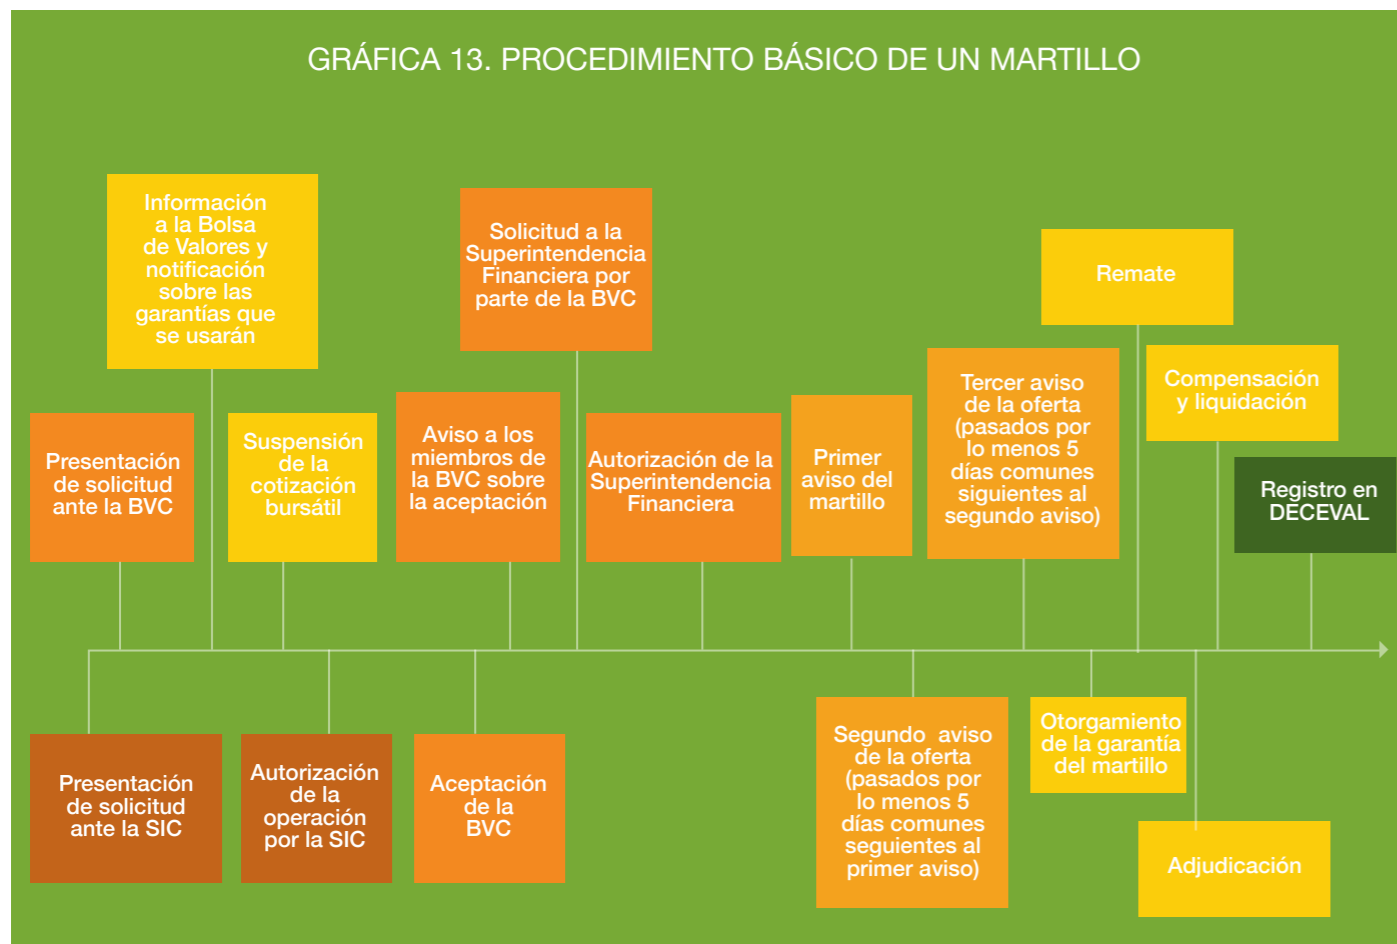 GRÁFICA 13. PROCEDIMIENTO BÁSICO DE UN MARTILLO
Información
a la Bolsa
de Valores y
notificación
sobre las
garantías que
se usarán
Solicitud a la
Superintendencia
Financiera por
parte de la BVC
Remate
Presentación
de solicitud
ante la BVC
Suspensión
de la
cotización
bursátil
Aviso a los
miembros de
la BVC sobre
la aceptación
Autorización de la
Superintendencia
Financiera
Primer
aviso del
martillo
Tercer aviso
de la oferta
(pasados por
lo menos 5
días comunes
siguientes al
segundo aviso)
Compensación
y liquidación
Registro en
DECEVAL
Presentación
de solicitud
ante la SIC
Autorización
de la
operación
por la SIC
Aceptación
de la
BVC
Segundo aviso
de la oferta
(pasados por
lo menos 5
días comunes
seguientes al
primer aviso)
Otorgamiento
de la garantía
del martillo
Adjudicación